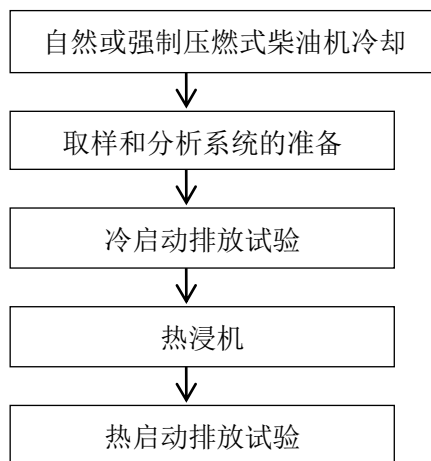 自然或强制压燃式柴油机冷却
取样和分析系统的准备
冷启动排放试验
热浸机
热启动排放试验